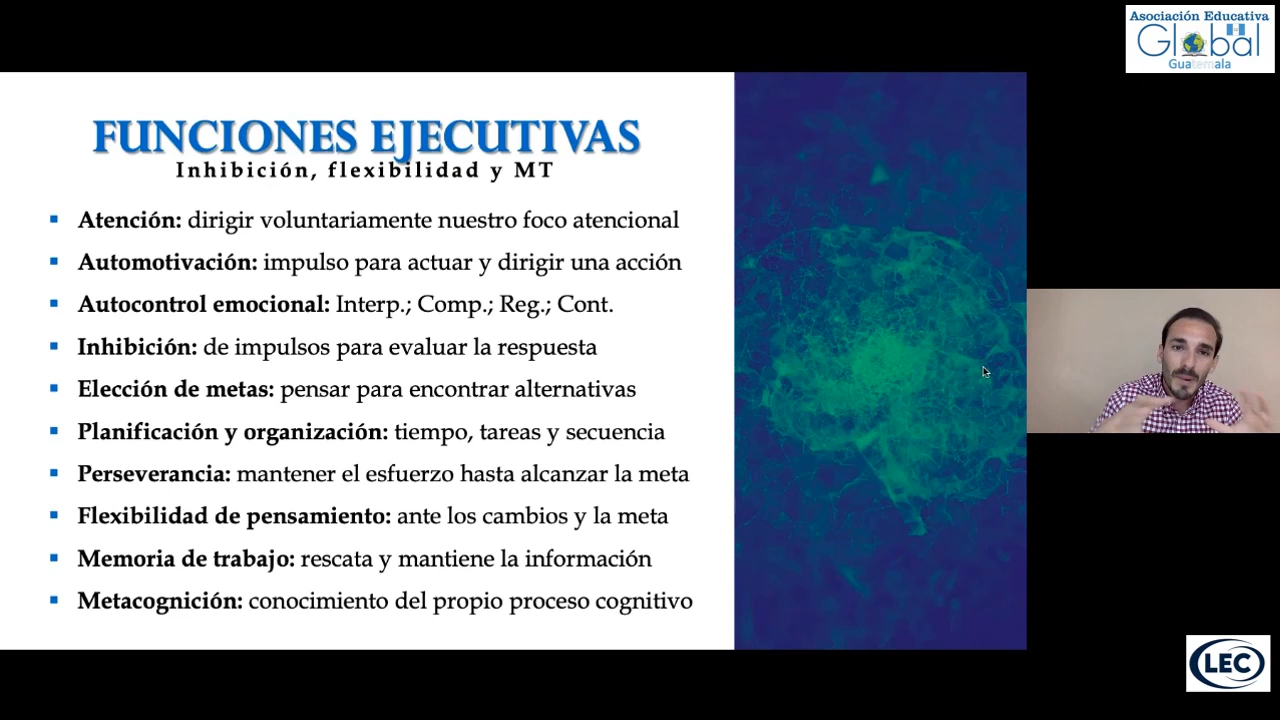 Asociación Educativa
Global
Guatemala
FUNCIONES EJECUTIVAS
Inhibición, flexibilidad y MT
▪ Atención: dirigir voluntariamente nuestro foco atencional
▪ Automotivación: impulso para actuar y dirigir una acción
▪ Autocontrol emocional: Interp.; Comp.; Reg.; Cont.
▪ Inhibición: de impulsos para evaluar la respuesta
▪ Elección de metas: pensar para encontrar alternativas
▪ Planificación y organización: tiempo, tareas y secuencia
▪ Perseverancia: mantener el esfuerzo hasta alcanzar la meta
▪ Flexibilidad de pensamiento: ante los cambios y la meta
▪ Memoria de trabajo: rescata y mantiene la información
▪ Metacognición: conocimiento del propio proceso cognitivo
LEC